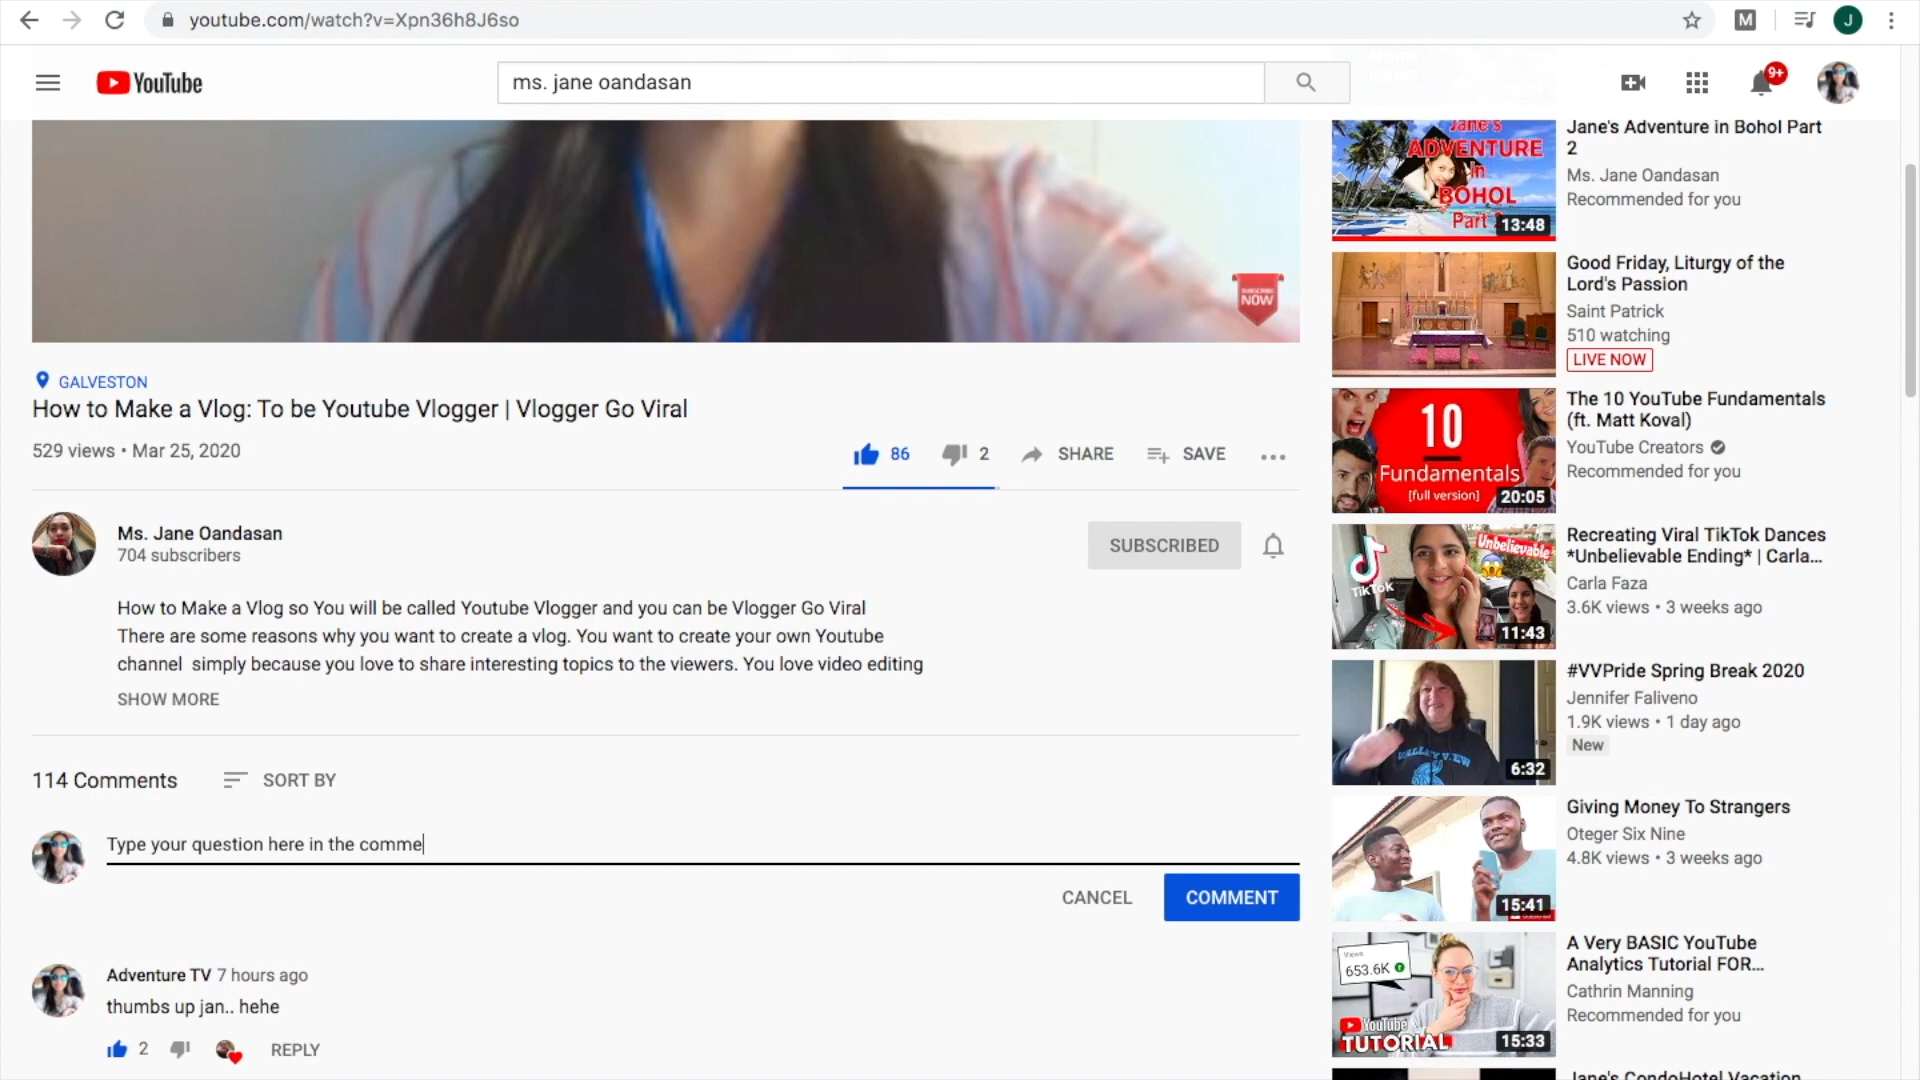 youtube.com/watch?v=Xpn36h8J6so
M
J
YouTube
ms. jane oandasan
9+
SUBSCRIBE
NOW
GALVESTON
How to Make a Vlog: To be Youtube Vlogger | Vlogger Go Viral
529 views • Mar 25, 2020
86
2
SHARE
SAVE
Ms. Jane Oandasan
704 subscribers
SUBSCRIBED
How to Make a Vlog so You will be called Youtube Vlogger and you can be Vlogger Go Viral
There are some reasons why you want to create a vlog. You want to create your own Youtube
channel simply because you love to share interesting topics to the viewers. You love video editing
SHOW MORE
114 Comments
SORT BY
Type your question here in the comme
CANCEL
COMMENT
Adventure TV 7 hours ago
thumbs up jan.. hehe
2
REPLY
Jane's
ADVENTURE
in
BOHOL
Part
13:48
Jane's Adventure in Bohol Part
2
Ms. Jane Oandasan
Recommended for you
Good Friday, Liturgy of the
Lord's Passion
Saint Patrick
510 watching
LIVE NOW
10
Fundamentals
[full version]
20:05
The 10 YouTube Fundamentals
(ft. Matt Koval)
YouTube Creators
Recommended for you
Unbelievable
TikTok
11:43
Recreating Viral TikTok Dances
*Unbelievable Ending* | Carla...
Carla Faza
3.6K views • 3 weeks ago
VALLEY VIEW
6:32
#VVPride Spring Break 2020
Jennifer Faliveno
1.9K views • 1 day ago
New
15:41
Giving Money To Strangers
Oteger Six Nine
4.8K views • 3 weeks ago
Views
653.6K
YouTube
TUTORIAL
15:33
A Very BASIC YouTube
Analytics Tutorial FOR...
Cathrin Manning
Recommended for you
Jane's CondoHotel Vacation